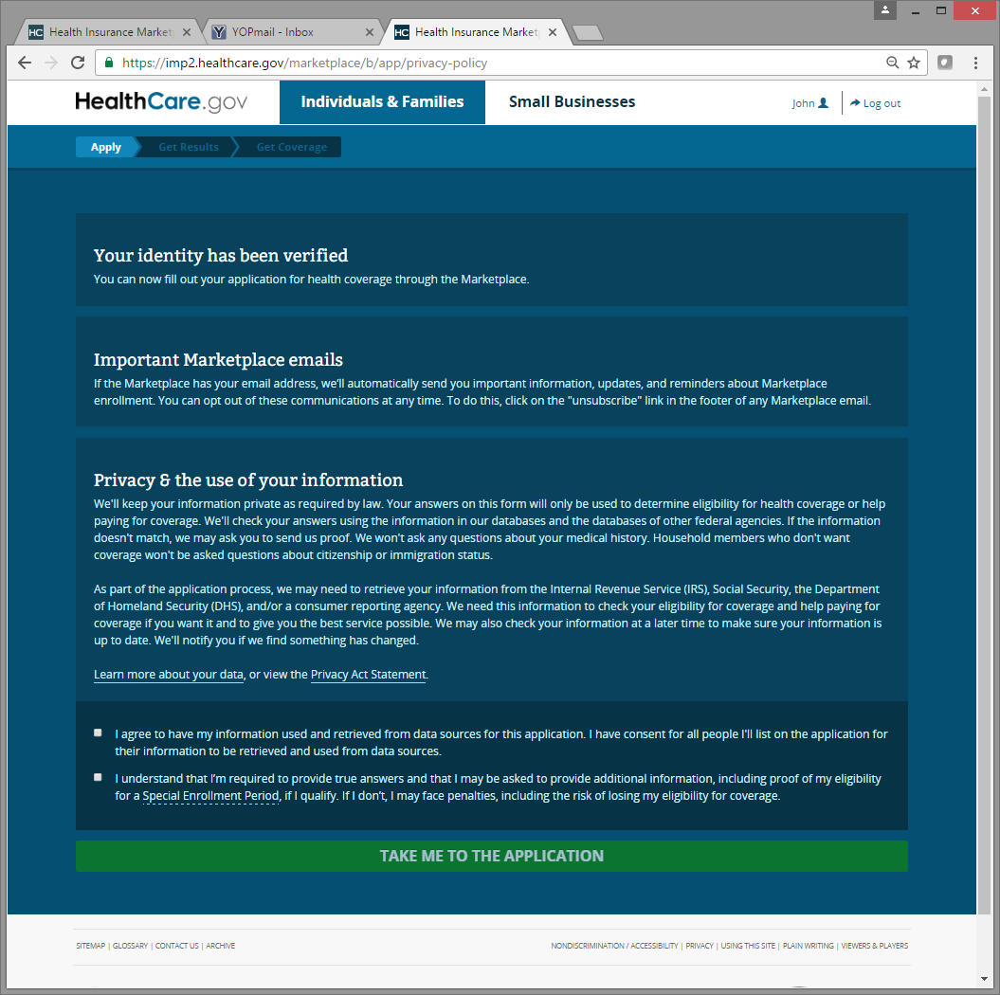 Health Insurance Market
YOPmail - Inbox
Health Insurance Market
https://imp2.healthcare.gov/marketplace/b/app/privacy-policy
HealthCare.gov
Individuals & Families
Small Businesses
John
Log out
Apply
Get Results
Get Coverage
Your identity has been verified
You can now fill out your application for health coverage through the Marketplace.
Important Marketplace emails
If the Marketplace has your email address, we'll automatically send you important information, updates, and reminders about Marketplace
enrollment. You can opt out of these communications at any time. To do this, click on the "unsubscribe" link in the footer of any Marketplace email.
Privacy & the use of your information
We'll keep your information private as required by law. Your answers on this form will only be used to determine eligibility for health coverage or help
paying for coverage. We'll check your answers using the information in our databases and the databases of other federal agencies. If the information
doesn't match, we may ask you to send us proof. We won't ask any questions about your medical history. Household members who don't want
coverage won't be asked questions about citizenship or immigration status.
As part of the application process, we may need to retrieve your information from the Internal Revenue Service (IRS), Social Security, the Department
of Homeland Security (DHS), and/or a consumer reporting agency. We need this information to check your eligibility for coverage and help paying for
coverage if you want it and to give you the best service possible. We may also check your information at a later time to make sure your information is
up to date. We'll notify you if we find something has changed.
Learn more about your data, or view the Privacy Act Statement.
I agree to have my information used and retrieved from data sources for this application. I have consent for all people I'll list on the application for
their information to be retrieved and used from data sources.
I understand that I'm required to provide true answers and that I may be asked to provide additional information, including proof of my eligibility
for a Special Enrollment Period, if I qualify. If I don't, I may face penalties, including the risk of losing my eligibility for coverage.
TAKE ME TO THE APPLICATION
SITEMAP | GLOSSARY | CONTACT US | ARCHIVE
NONDISCRIMINATION / ACCESSIBILITY | PRIVACY | USING THIS SITE | PLAIN WRITING | VIEWERS & PLAYERS